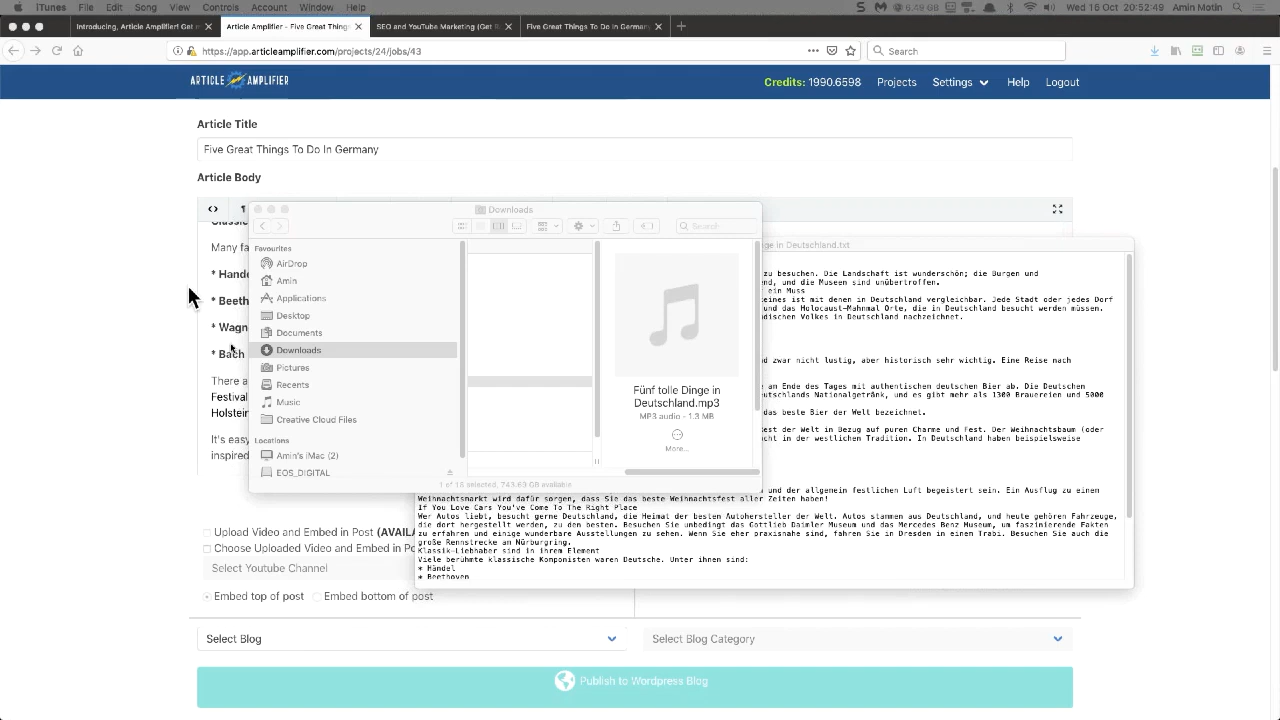 iTunes File Edit Song View Controls Account Window Help 6,49 GB Wed 16 Oct 20:52:49 Amin Motin
Introducing, Article Amplifier! Get
Article Amplifier - Five Great Things
SEO and YouTube Marketing (Get
Five Great Things To Do In Germany
https://app.articleamplifier.com/projects/24/jobs/43
Search
ARTICLE AMPLIFIER
Credits: 1990.6598 Projects Settings Help Logout
Article Title
Five Great Things To Do In Germany
Article Body
Many fa
* Hande
* Beeth
* Wagn
* Bach
There a
Festival
Holstein
It's easy
inspired
Downloads
Search
Favourites
AirDrop
Amin
Applications
Desktop
Documents
Downloads
Pictures
Recents
Music
Creative Cloud Files
Locations
Amin's iMac (2)
EOS_DIGITAL
Fünf tolle Dinge in
Deutschland.mp3
MP3 audio - 1.3 MB
More...
1 of 16 selected, 743.69 GB available
ge in Deutschland.txt
zu besuchen. Die Landschaft ist wunderschön; die Burgen und
nd, und die Museen sind unübertroffen.
ein Muss
eines ist mit denen in Deutschland vergleichbar. Jede Stadt oder jedes Dorf
und das Holocaust-Mahnmal Orte, die in Deutschland besucht werden müssen.
dischen Volkes in Deutschland nachzeichnet.
d zwar nicht lustig, aber historisch sehr wichtig. Eine Reise nach
e am Ende des Tages mit authentischen deutschen Bier ab. Die Deutschen
tschlands Nationalgetränk, und es gibt mehr als 1300 Brauereien und 5000
das beste Bier der Welt bezeichnet.
est der Welt in Bezug auf puren Charme und Fest. Der Weihnachtsbaum (oder
cht in der westlichen Tradition. In Deutschland haben beispielsweise
und der allgemein festlichen Luft begeistert sein. Ein Ausflug zu einem
Weihnachtsmarkt wird dafür sorgen, dass Sie das beste Weihnachtsfest aller Zeiten haben!
If You Love Cars You've Come To The Right Place
Wer Autos liebt, besucht gerne Deutschland, die Heimat der besten Autohersteller der Welt. Autos stammen aus Deutschland, und heute gehören Fahrzeuge,
die dort hergestellt werden, zu den besten. Besuchen Sie unbedingt das Gottlieb Daimler Museum und das Mercedes Benz Museum, um faszinierende Fakten
zu erfahren und einige wunderbare Ausstellungen zu sehen. Wenn Sie eher praxisnahe sind, fahren Sie in Dresden in einem Trabi. Besuchen Sie auch die
große Rennstrecke am Nürburgring.
Klassik-Liebhaber sind in ihrem Element
Viele berühmte klassische Komponisten waren Deutsche. Unter ihnen sind:
* Händel
* Beethoven
Upload Video and Embed in Post (AVAILA
Choose Uploaded Video and Embed in Po
Select Youtube Channel
Embed top of post Embed bottom of post
Select Blog
Select Blog Category
Publish to Wordpress Blog